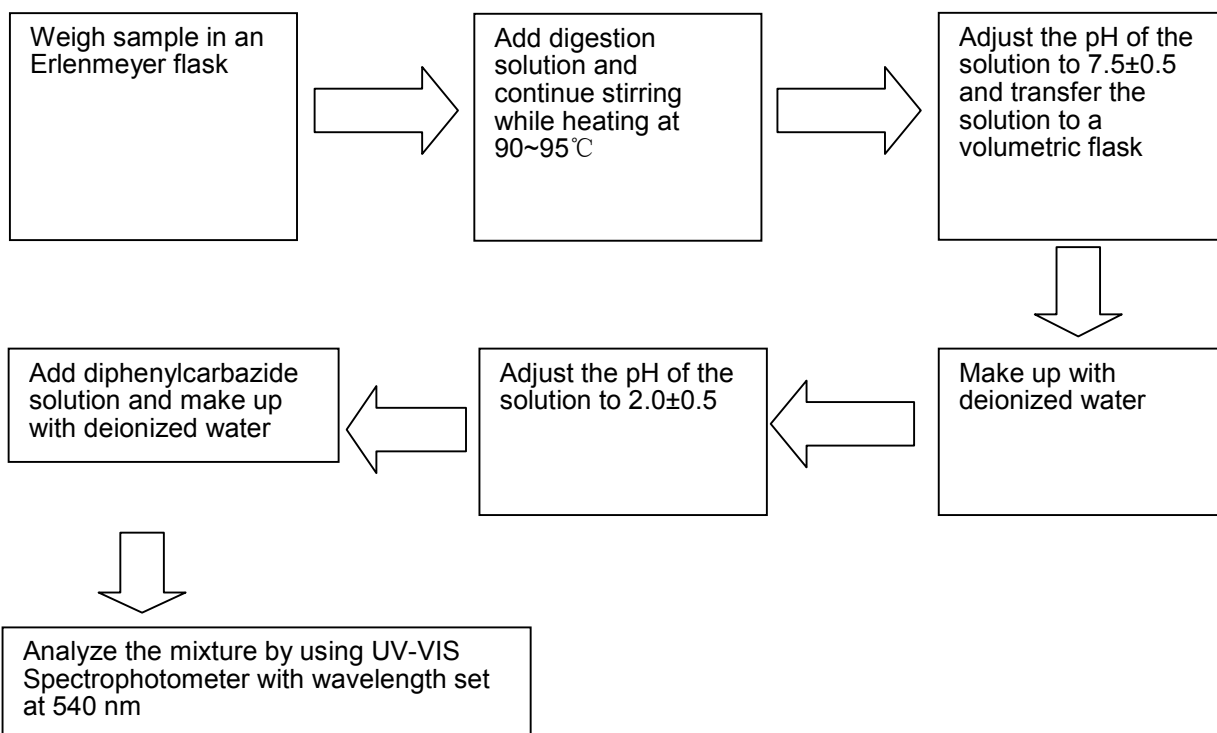 Weigh sample in an
Erlenmeyer flask
Add digestion
solution and
continue stirring
while heating at
90~95℃
Adjust the pH of the
solution to 7.5±0.5
and transfer the
solution to a
volumetric flask
Make up with
deionized water
Adjust the pH of the
solution to 2.0±0.5
Add diphenylcarbazide
solution and make up
with deionized water
Analyze the mixture by using UV-VIS
Spectrophotometer with wavelength set
at 540 nm